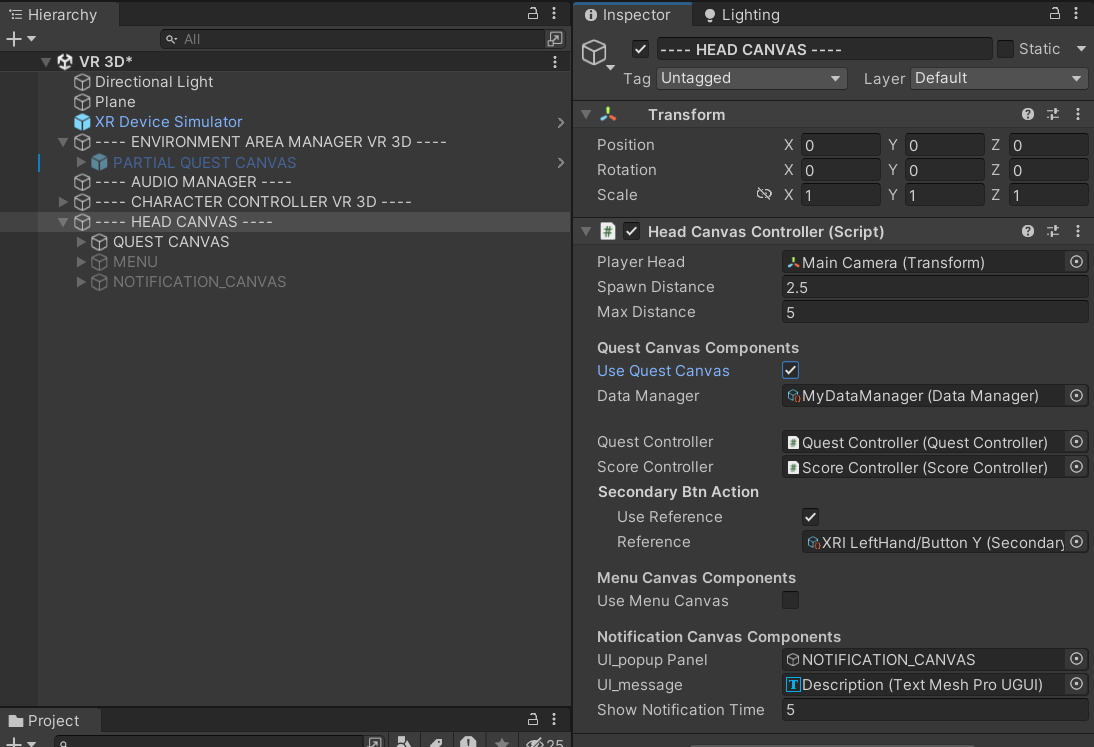 Hierarchy
All
VR 3D*
Directional Light
Plane
XR Device Simulator
---- ENVIRONMENT AREA MANAGER VR 3D ----
PARTIAL QUEST CANVAS
---- AUDIO MANAGER ----
---- CHARACTER CONTROLLER VR 3D ----
---- HEAD CANVAS ----
QUEST CANVAS
MENU
NOTIFICATION_CANVAS
Project
25
Inspector
Lighting
---- HEAD CANVAS ----
Static
Tag Untagged Layer Default
Transform
Position X 0 Y 0 Z 0
Rotation X 0 Y 0 Z 0
Scale X 1 Y 1 Z 1
# Head Canvas Controller (Script)
Player Head Main Camera (Transform)
Spawn Distance 2.5
Max Distance 5
Quest Canvas Components
Use Quest Canvas
Data Manager MyDataManager (Data Manager)
Quest Controller # Quest Controller (Quest Controller)
Score Controller # Score Controller (Score Controller)
Secondary Btn Action
Use Reference
Reference XRI LeftHand/Button Y (Secondary
Menu Canvas Components
Use Menu Canvas
Notification Canvas Components
UI_popup Panel NOTIFICATION_CANVAS
UI_message T Description (Text Mesh Pro UGUI)
Show Notification Time 5